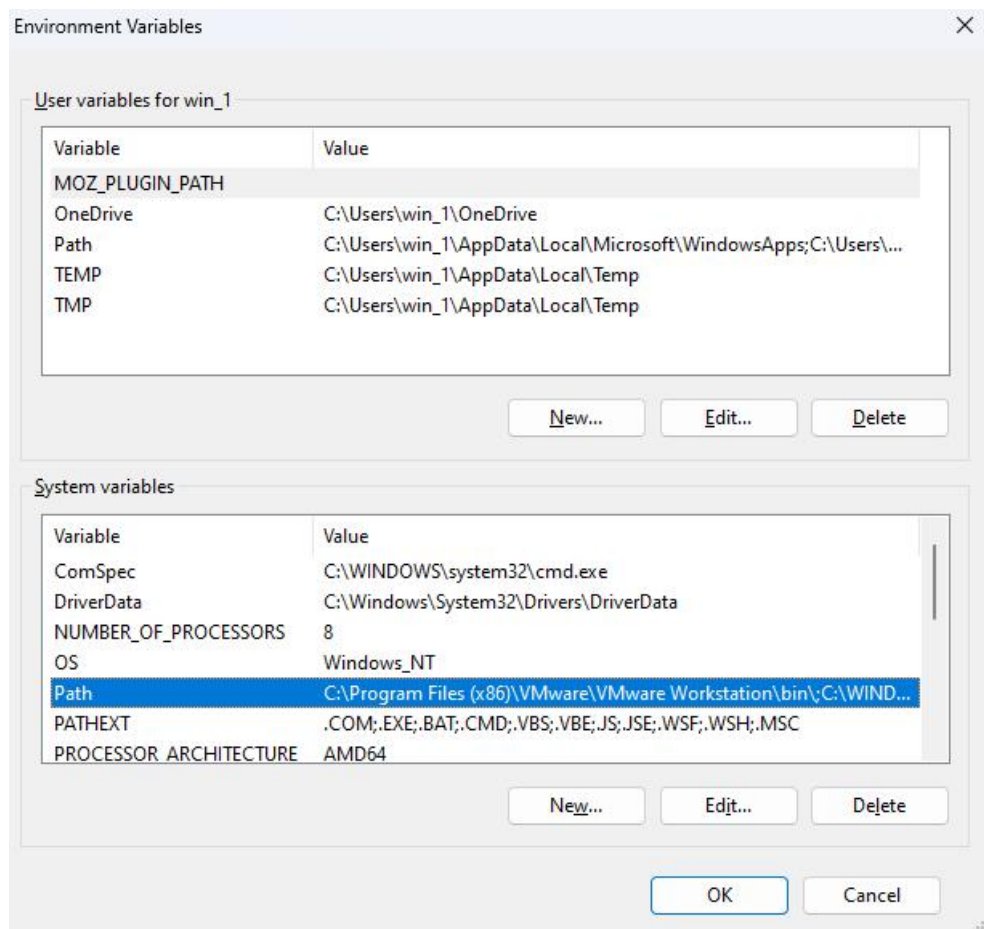 Environment Variables
User variables for win_1
Variable Value
MOZ_PLUGIN_PATH
OneDrive C:\Users\win_1\OneDrive
Path C:\Users\win_1\AppData\Local\Microsoft\WindowsApps;C:\Users\...
TEMP C:\Users\win_1\AppData\Local\Temp
TMP C:\Users\win_1\AppData\Local\Temp
New... Edit... Delete
System variables
Variable Value
ComSpec C:\WINDOWS\system32\cmd.exe
DriverData C:\Windows\System32\Drivers\DriverData
NUMBER_OF_PROCESSORS 8
OS Windows_NT
Path C:\Program Files (x86)\VMware\VMware Workstation\bin\;C:\WIND...
PATHEXT .COM;.EXE;.BAT;.CMD;.VBS;.VBE;.JS;.JSE;.WSF;.WSH;.MSC
PROCESSOR_ARCHITECTURE AMD64
New... Edit... Delete
OK Cancel